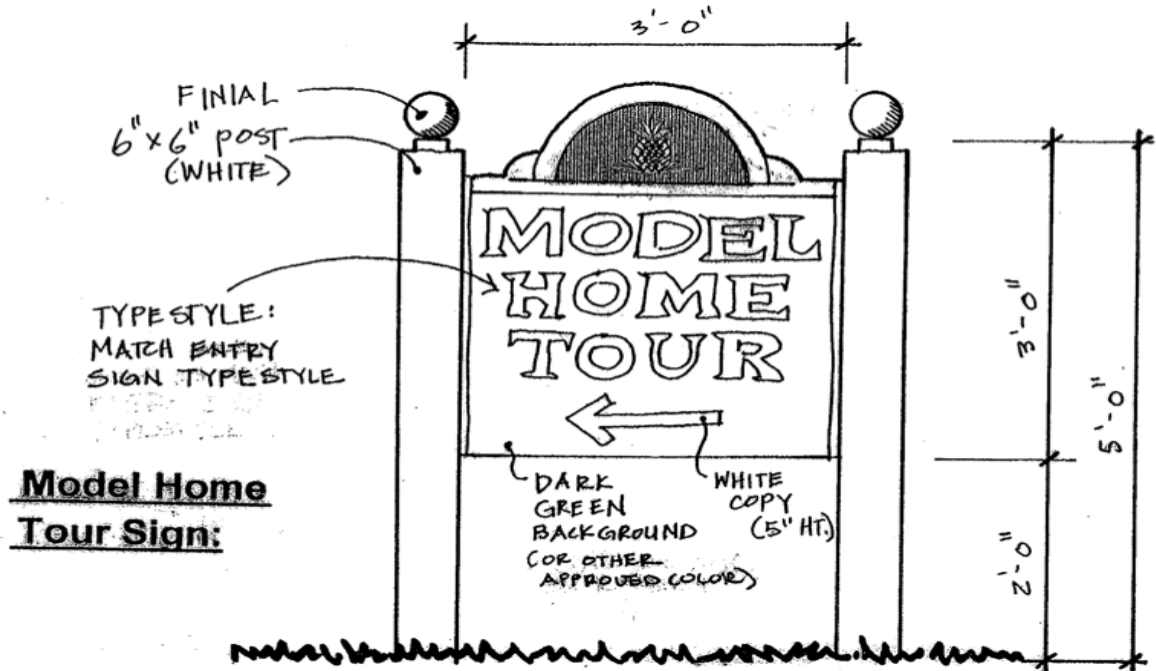 3'-0"
FINIAL
6" x 6" POST
(WHITE)
MODEL
HOME
TOUR
TYPESTYLE:
MATCH ENTRY
SIGN TYPESTYLE
3'-0"
5'-0"
2'-0"
DARK
GREEN
BACKGROUND
(OR OTHER
APPROVED COLOR)
WHITE
COPY
(5" HT.)
Model Home
Tour Sign: